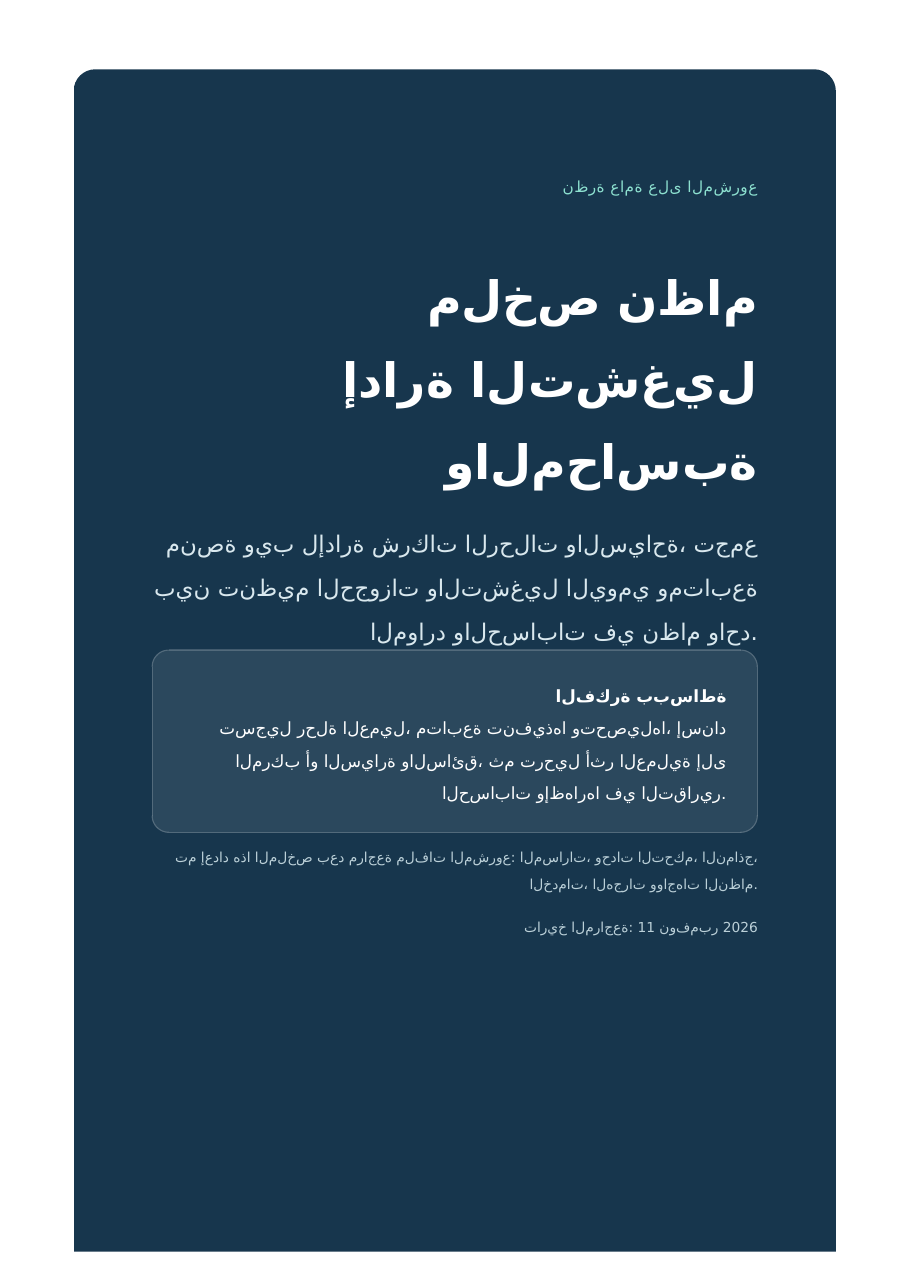 نظرة عامة على المشروع
ملخص نظام
إدارة التشغيل
والمحاسبة
منصة ويب لإدارة شركات الرحلات والسياحة، تجمع
بين تنظيم الحجوزات والتشغيل اليومي ومتابعة
الموارد والحسابات في نظام واحد.
الفكرة ببساطة
تسجيل رحلة العميل، متابعة تنفيذها وتحصيلها، إسناد
المركب أو السيارة والسائق، ثم ترحيل أثر العملية إلى
الحسابات وإظهارها في التقارير.
تم إعداد هذا الملخص بعد مراجعة ملفات المشروع: المسارات، وحدات التحكم، النماذج،
الخدمات، الهجرات وواجهات النظام.
تاريخ المراجعة: 11 نوفمبر 2026